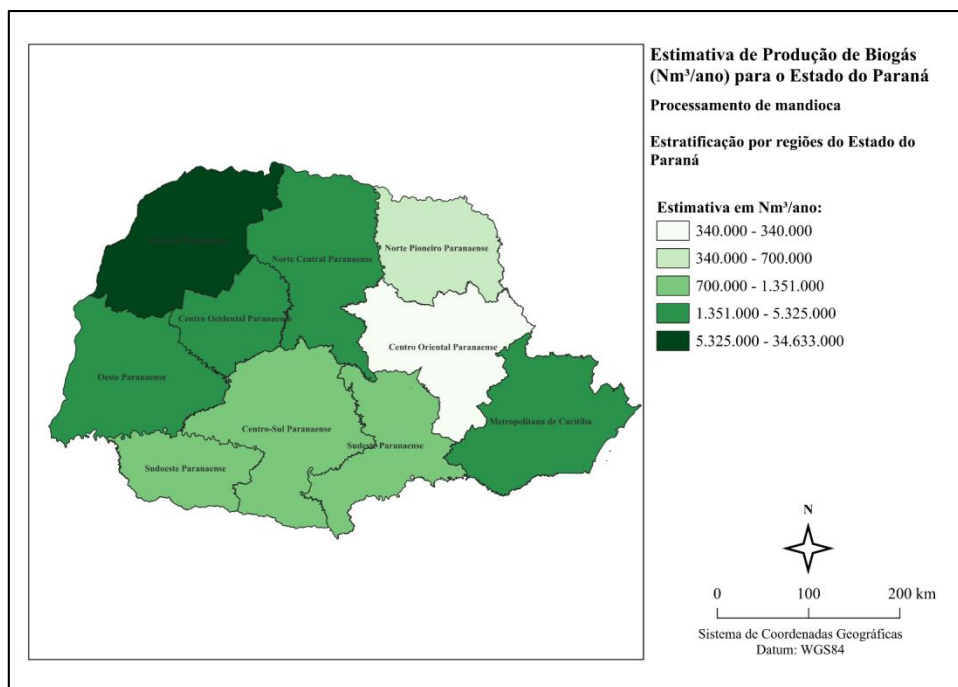 Estimativa de Produção de Biogás
(Nm³/ano) para o Estado do Paraná
Processamento de mandioca
Estratificação por regiões do Estado do
Paraná
Estimativa em Nm³/ano:
340.000 - 340.000
340.000 - 700.000
700.000 - 1.351.000
1.351.000 - 5.325.000
5.325.000 - 34.633.000
Paranaense
Norte Central Paranaense
Norte Pioneiro Paranaense
Centro Ocidental Paranaense
Centro Oriental Paranaense
Oeste Paranaense
Metropolitana de Curitiba
Centro-Sul Paranaense
Sudeste Paranaense
Sudoeste Paranaense
N
0 100 200 km
Sistema de Coordenadas Geográficas
Datum: WGS84